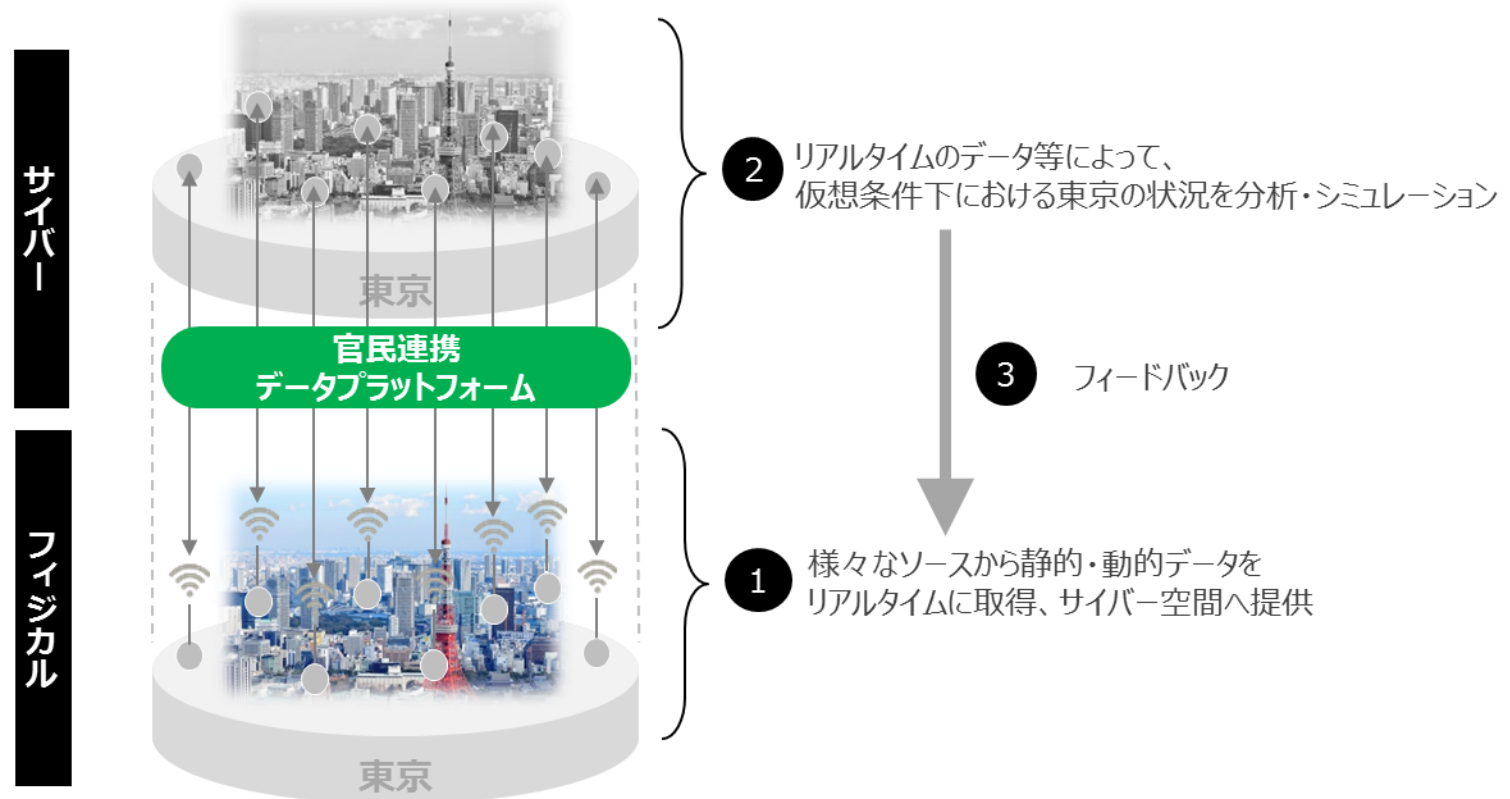 サイバー
東京
官民連携
データプラットフォーム
2
リアルタイムのデータ等によって、
仮想条件下における東京の状況を分析・シミュレーション
3
フィードバック
フィジカル
1
様々なソースから静的・動的データを
リアルタイムに取得、サイバー空間へ提供
東京